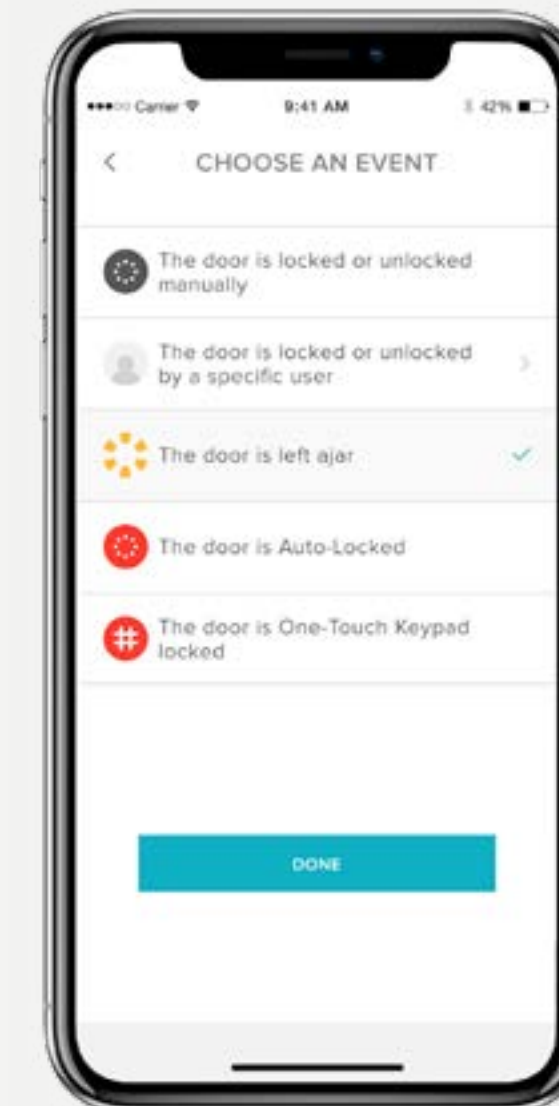 Carrier 9:41 AM 42%
CHOOSE AN EVENT
The door is locked or unlocked
manually
The door is locked or unlocked
by a specific user
The door is left ajar
The door is Auto-Locked
The door is One-Touch Keypad
locked
DONE